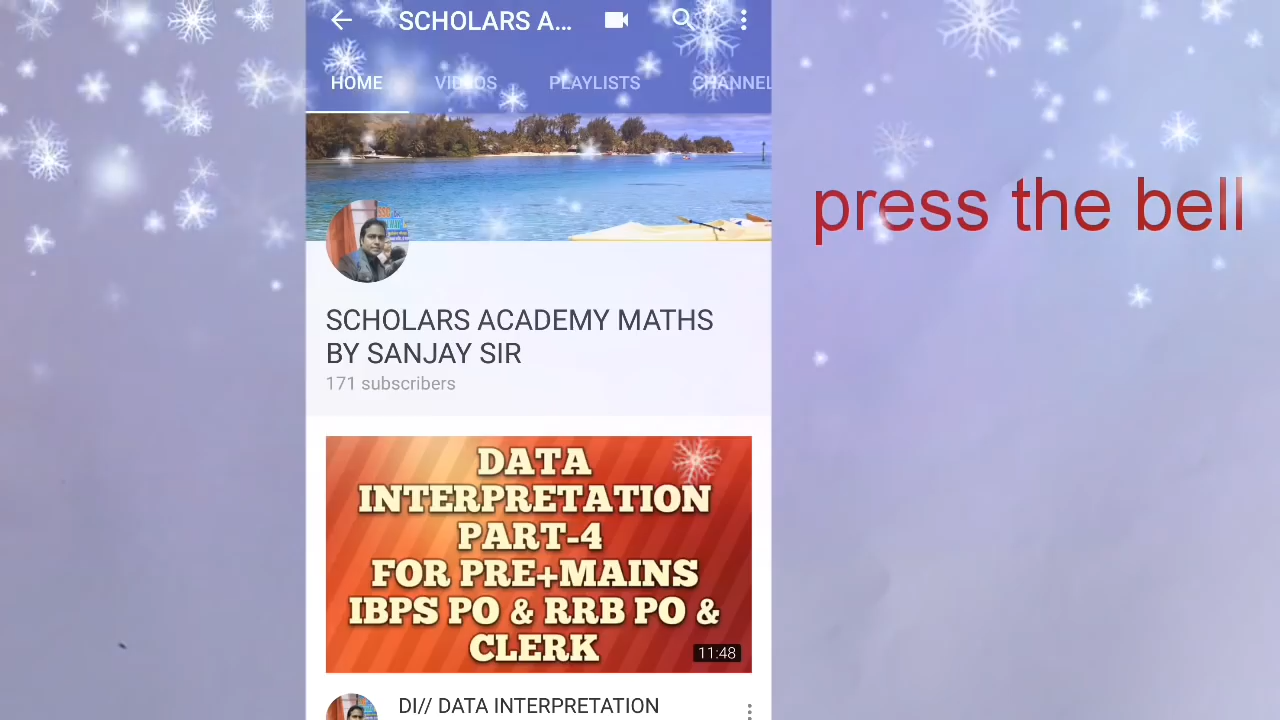 SCHOLARS A...
HOME VIDEOS PLAYLISTS CHANNEL
press the bell
SCHOLARS ACADEMY MATHS
BY SANJAY SIR
171 subscribers
DATA
INTERPRETATION
PART-4
FOR PRE+MAINS
IBPS PO & RRB PO &
CLERK
11:48
DI// DATA INTERPRETATION